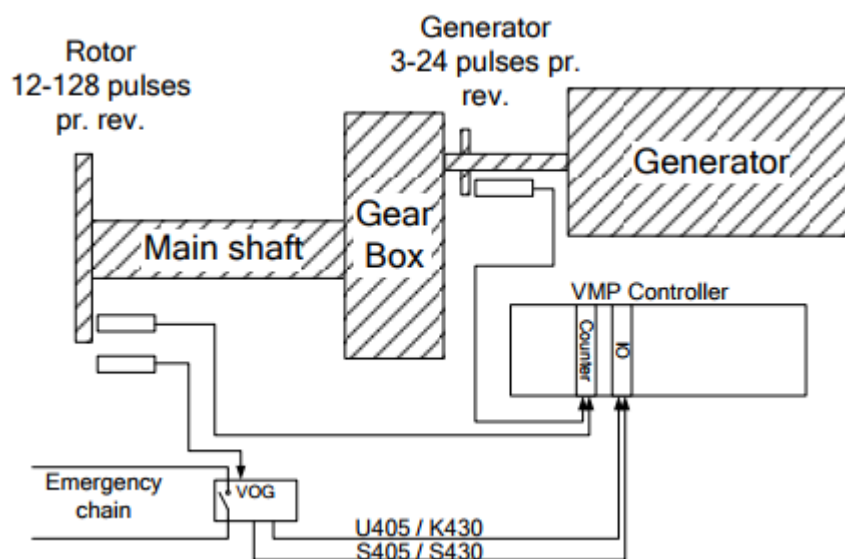 Rotor
12-128 pulses
pr. rev.
Generator
3-24 pulses pr.
rev.
Generator
Gear
Box
Main shaft
VMP Controller
Counter
IO
Emergency
chain
VOG
U405 / K430
S405 / S430